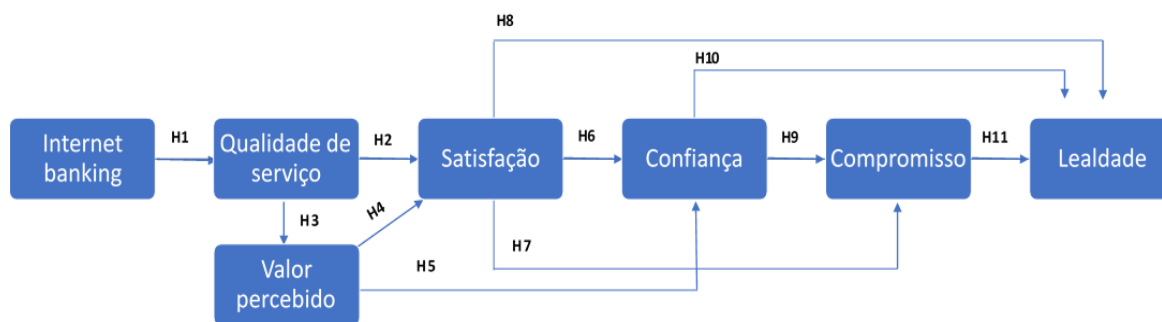 H8
H10
H1
H2
H6
H9
H11
Internet
banking
Qualidade de
serviço
Satisfação
Confiança
Compromisso
Lealdade
H3
H4
H7
H5
Valor
percebido